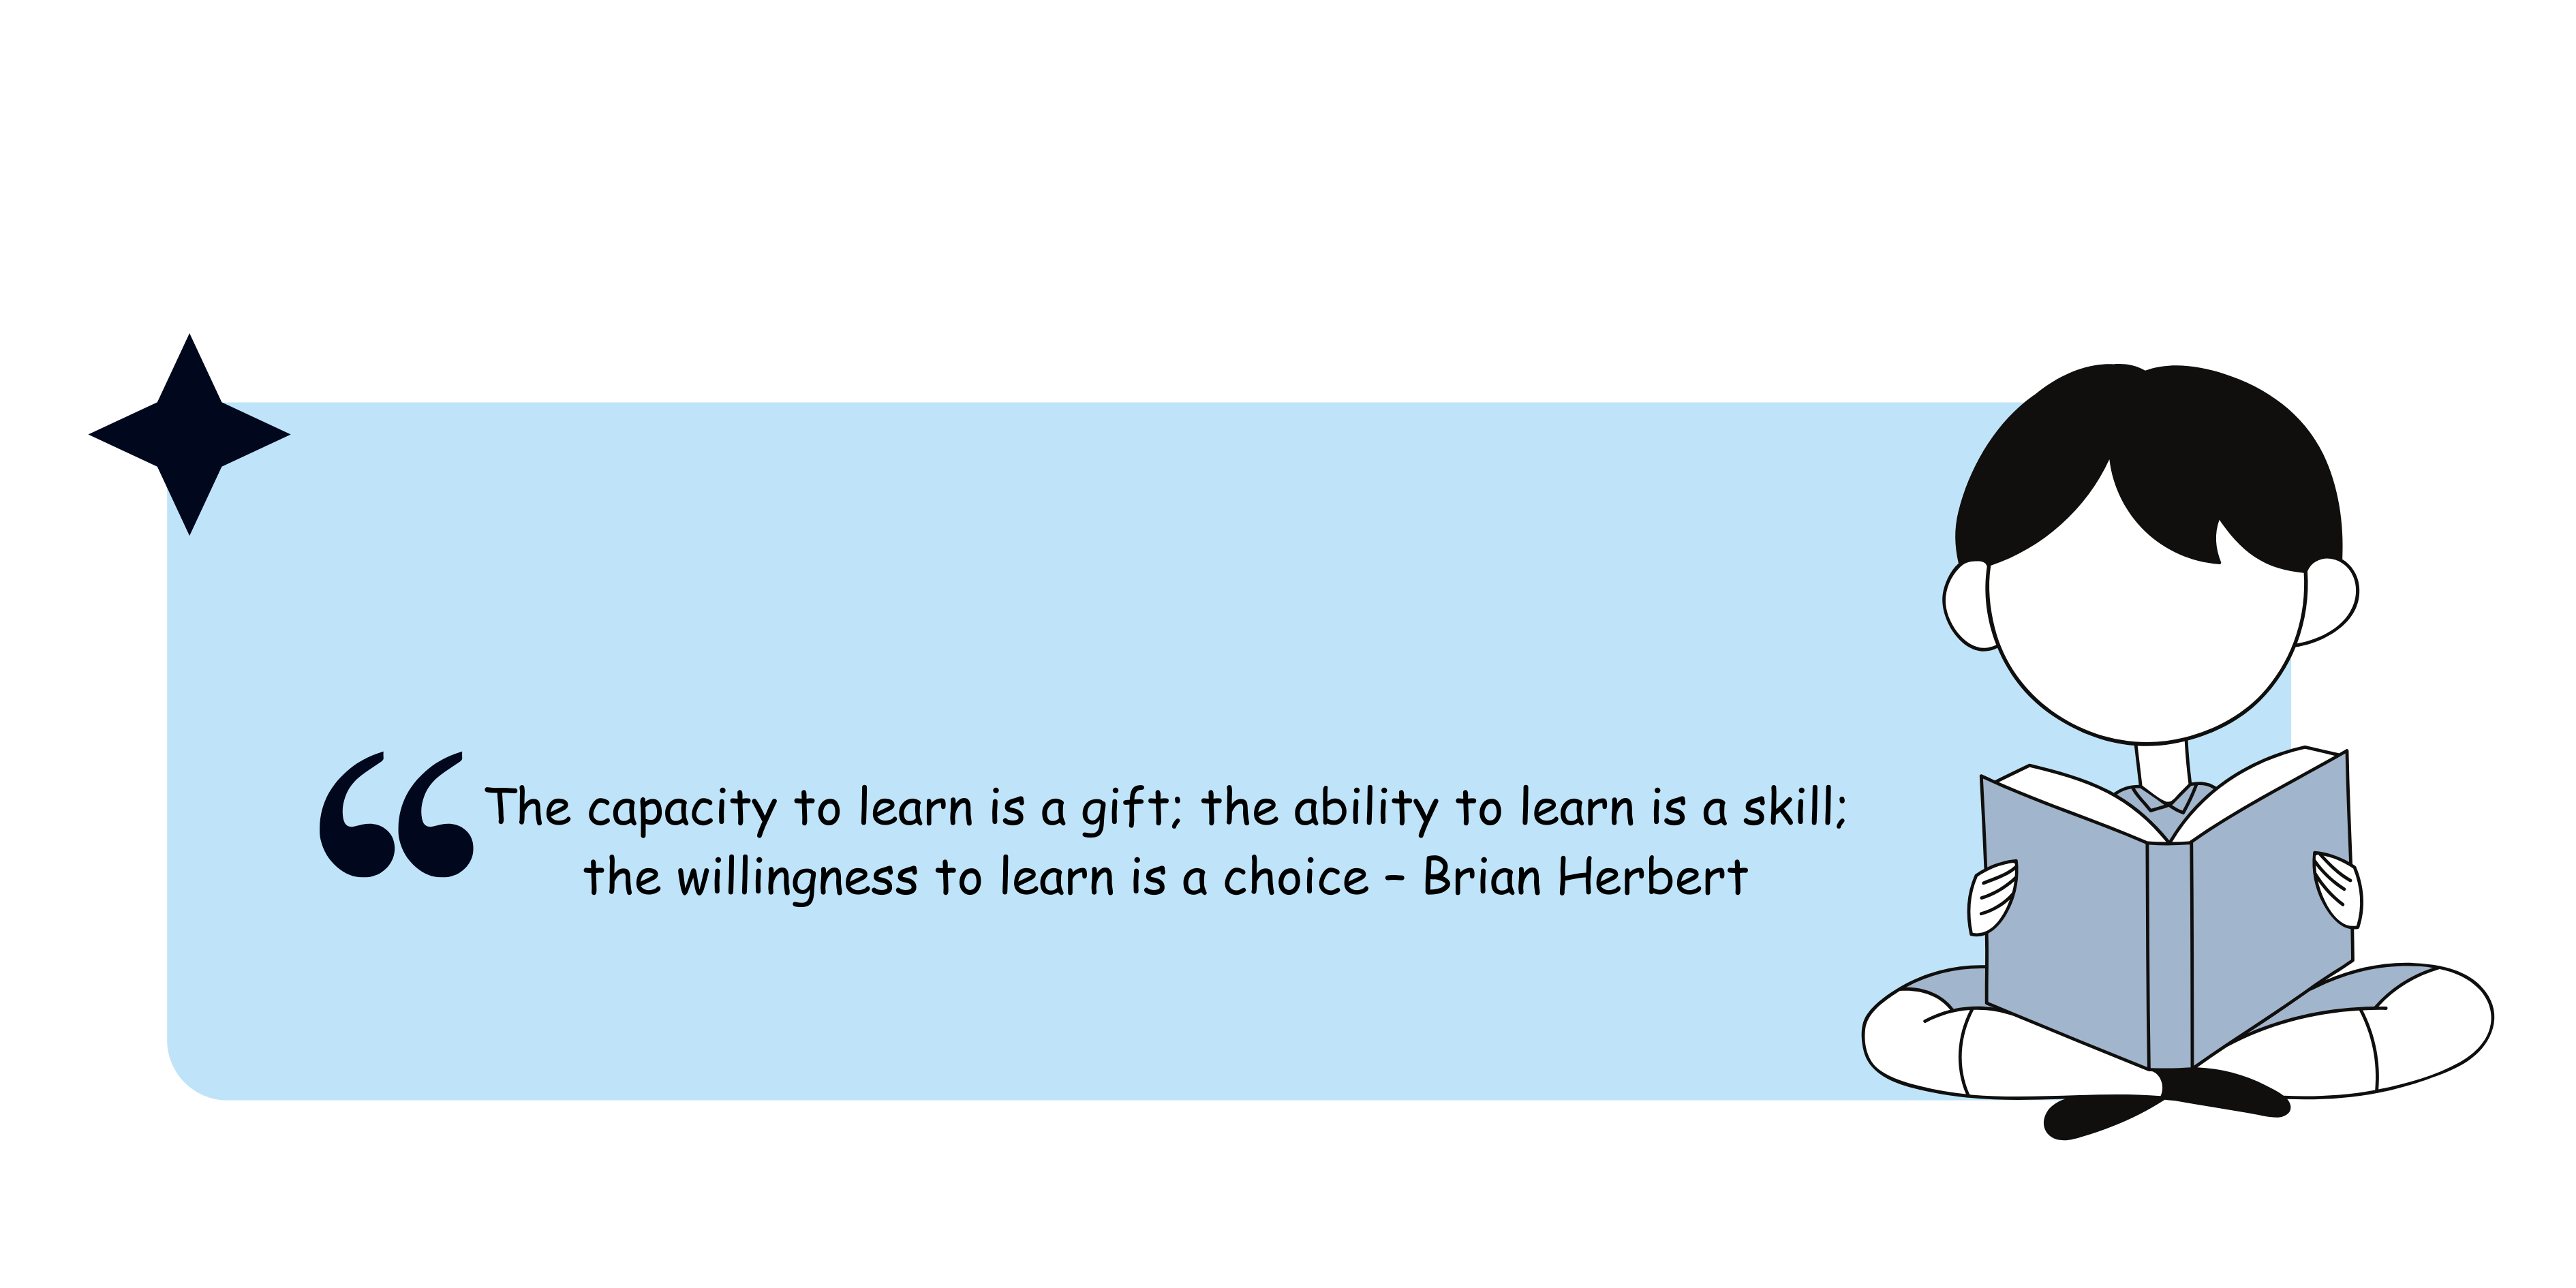 “The capacity to learn is a gift; the ability to learn is a skill;
the willingness to learn is a choice – Brian Herbert